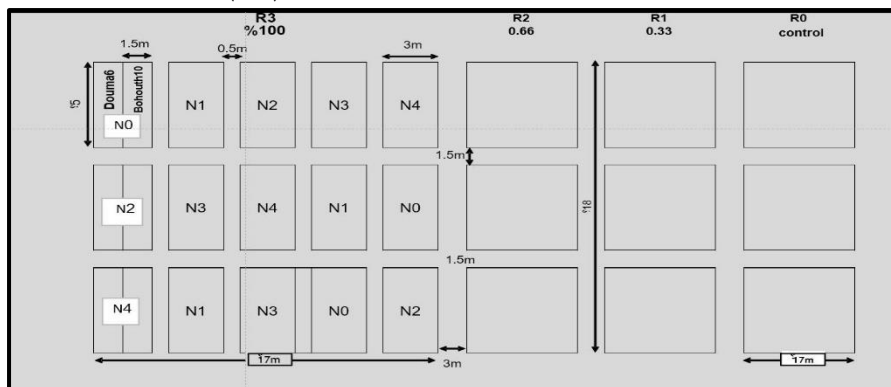 R3 R2 R1 R0
%100 0.66 0.33 control
1.5m 0.5m 3m
Douma6 Bohouth10
N0 N1 N2 N3 N4
1.5m
N2 N3 N4 N1 N0
1.5m
N4 N1 N3 N0 N2
17m 3m 17m